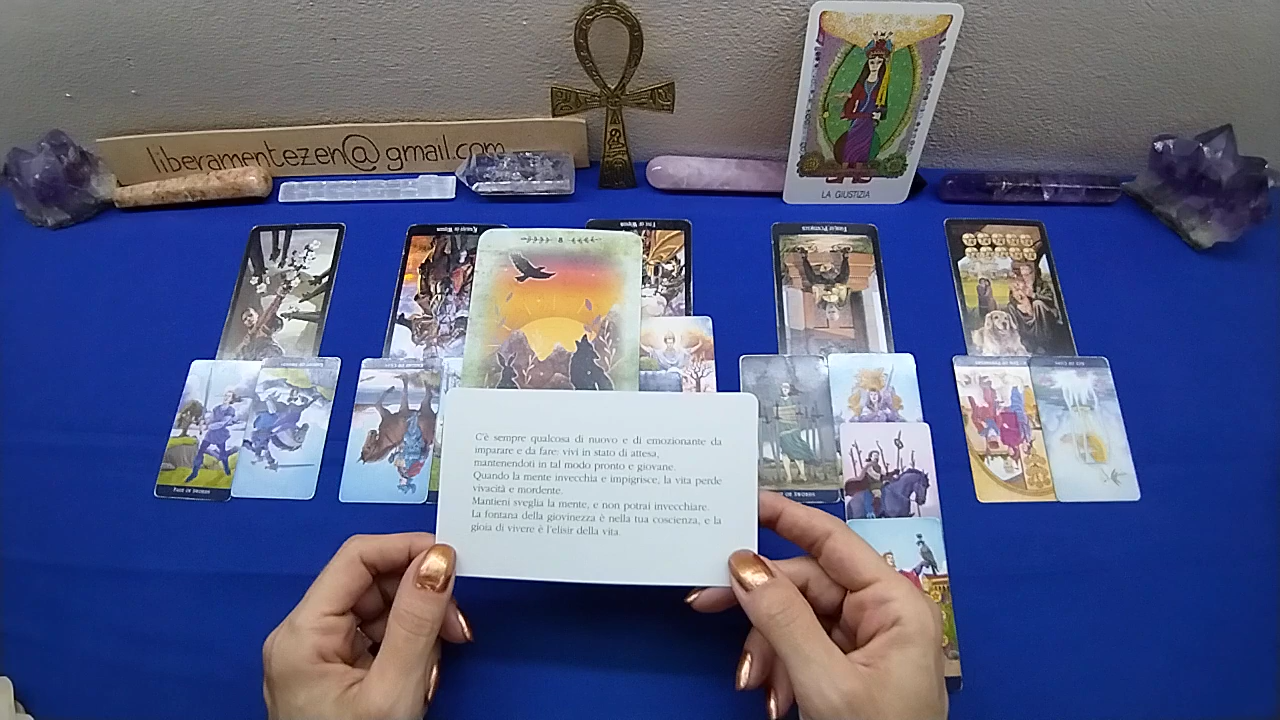 liberamentezen@gmail.com
LA GIUSTIZIA
C'è sempre qualcosa di nuovo e di emozionante da
imparare e da fare: vivi in stato di attesa,
mantenendoti in tal modo pronto e giovane.
Quando la mente invecchia e impigrisce, la vita perde
vivacità e mordente.
Mantieni sveglia la mente, e non potrai invecchiare.
La fontana della giovinezza è nella tua coscienza, e la
gioia di vivere è l'elisir della vita.
PAGE OF SWORDS